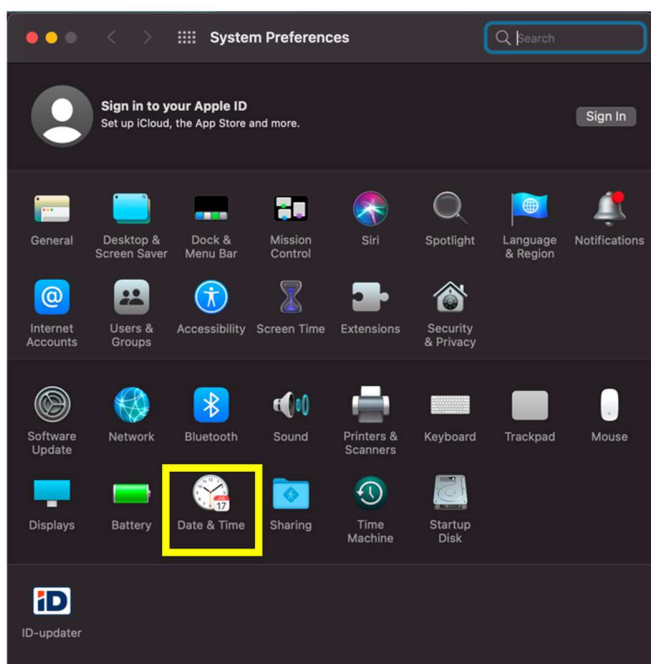 System Preferences
Search
Sign in to your Apple ID
Set up iCloud, the App Store and more.
Sign In
General
Desktop &
Screen Saver
Dock &
Menu Bar
Mission
Control
Siri
Spotlight
Language
& Region
Notifications
@
Internet
Accounts
Users &
Groups
Accessibility
Screen Time
Extensions
Security
& Privacy
Software
Update
Network
Bluetooth
Sound
Printers &
Scanners
Keyboard
Trackpad
Mouse
Displays
Battery
17
Date & Time
Sharing
Time
Machine
Startup
Disk
iD
ID-updater